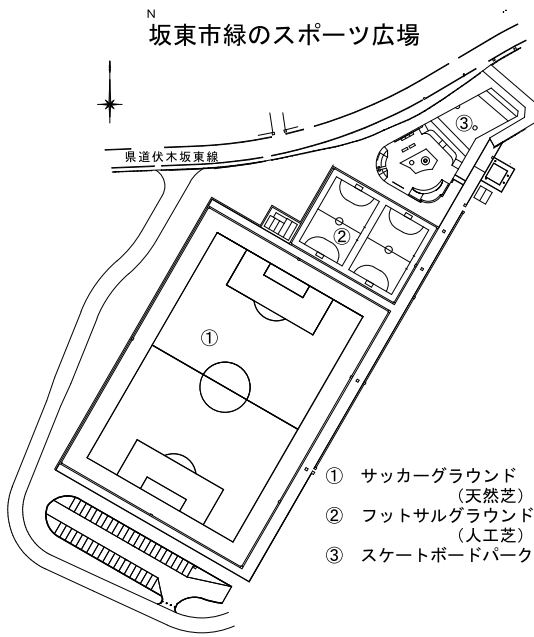 N
坂東市緑のスポーツ広場
県道伏木坂東線
③
②
①
① サッカーグラウンド
（天然芝）
② フットサルグラウンド
（人工芝）
③ スケートボードパーク